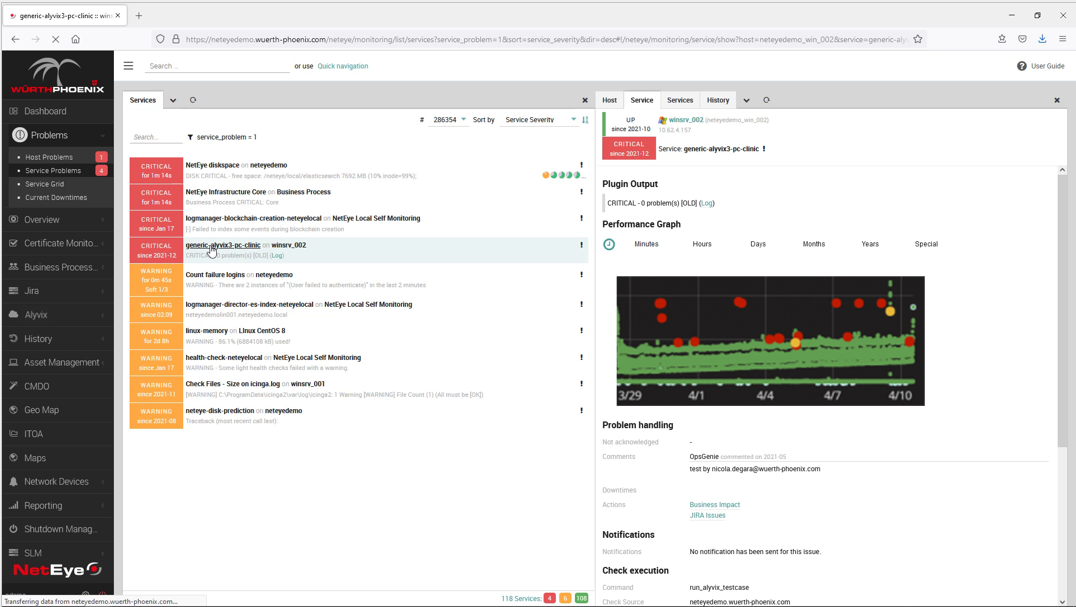 generic-alyvix3-pc-clinic :: wins
https://neteyedemo.wuerth-phoenix.com/neteye/monitoring/list/services?service_problem=1&sort=service_severity&dir=desc#!/neteye/monitoring/service/show?host=neteyedemo_win_002&service=generic-aly
WÜRTHPHOENIX
Search ...
or use Quick navigation
User Guide
Dashboard
Problems
Host Problems 1
Service Problems 4
Service Grid
Current Downtimes
Overview
Certificate Monito...
Business Process...
Jira
Alyvix
History
Asset Management
CMDO
Geo Map
ITOA
Maps
Network Devices
Reporting
Shutdown Manag...
SLM
NetEye
Transferring data from neteyedemo.wuerth-phoenix.com...
Services
# 286354 Sort by Service Severity
Search...
service_problem = 1
CRITICAL
for 1m 14s
NetEye diskspace on neteyedemo
DISK CRITICAL - free space: /neteye/local/elasticsearch 7692 MB (10% inode=99%):
CRITICAL
for 1m 14s
NetEye Infrastructure Core on Business Process
Business Process CRITICAL: Core
CRITICAL
since Jan 17
logmanager-blockchain-creation-neteyelocal on NetEye Local Self Monitoring
[ ] Failed to index some events during blockchain creation
CRITICAL
since 2021-12
generic-alyvix3-pc-clinic on winsrv_002
CRITICAL - 0 problem(s) [OLD] (Log)
WARNING
for 0m 45s
Soft 1/3
Count failure logins on neteyedemo
WARNING - There are 2 instances of "(User failed to authenticate)" in the last 2 minutes
WARNING
since 02:09
logmanager-director-es-index-neteyelocal on NetEye Local Self Monitoring
neteyedemolin001.neteyedemo.local
WARNING
for 2d 8h
linux-memory on LInux CentOS 8
WARNING - 86.1% (6864108 kB) used!
WARNING
since Jan 17
health-check-neteyelocal on NetEye Local Self Monitoring
WARNING - Some light health checks failed with a warning.
WARNING
since 2021-11
Check Files - Size on icinga.log on winsrv_001
[WARNING] C:\ProgramData\icinga2\var\log\icinga2: 1 Warning [WARNING] File Count (1) (All must be [OK])
WARNING
since 2021-08
neteye-disk-prediction on neteyedemo
Traceback (most recent call last):
118 Services: 4 6 108
Host
Service
Services
History
UP
since 2021-10
winsrv_002 (neteyedemo_win_002)
10.62.4.157
CRITICAL
since 2021-12
Service: generic-alyvix3-pc-clinic
Plugin Output
CRITICAL - 0 problem(s) [OLD] (Log)
Performance Graph
Minutes
Hours
Days
Months
Years
Special
3/29 4/1 4/4 4/7 4/10
Problem handling
Not acknowledged -
Comments OpsGenie commented on 2021-05
test by nicola.degara@wuerth-phoenix.com
Downtimes
Actions Business Impact
JIRA Issues
Notifications
Notifications No notification has been sent for this issue.
Check execution
Command run_alyvix_testcase
Check Source neteyedemo.wuerth-phoenix.com